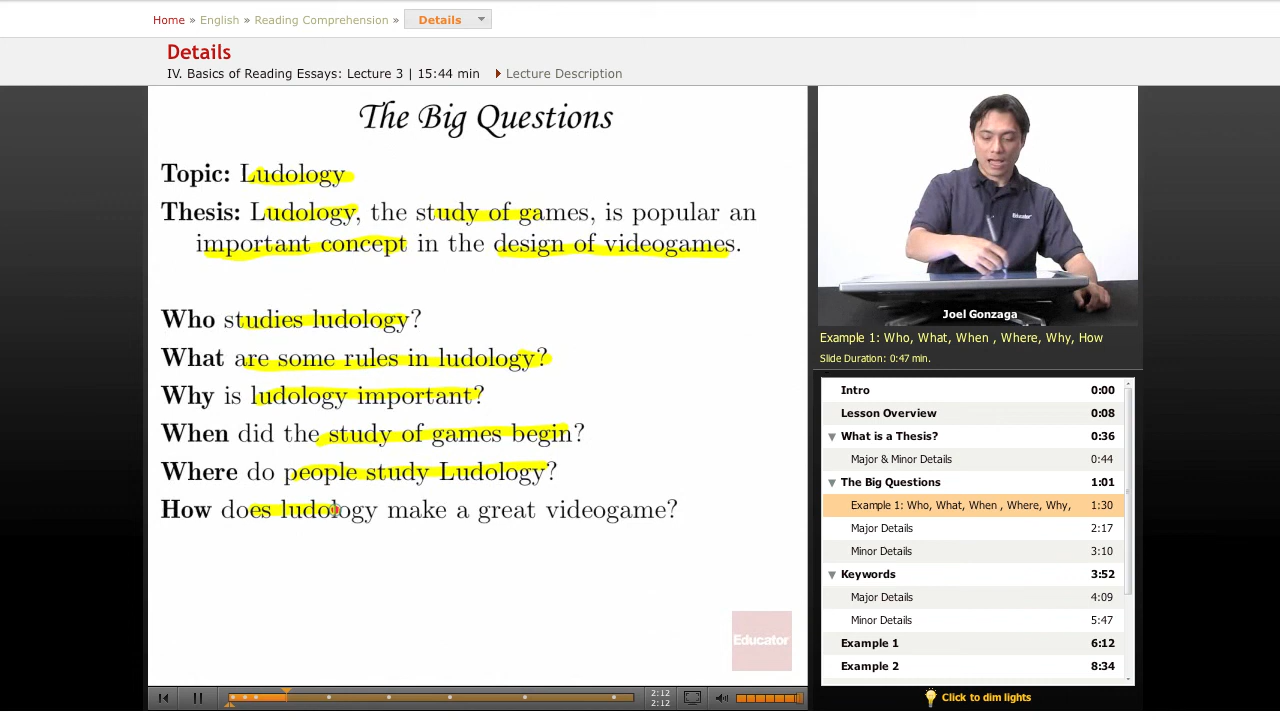 Home » English » Reading Comprehension » Details
Details
IV. Basics of Reading Essays: Lecture 3 | 15:44 min Lecture Description
The Big Questions
Topic: Ludology
Thesis: Ludology, the study of games, is popular an
important concept in the design of videogames.
Who studies ludology?
What are some rules in ludology?
Why is ludology important?
When did the study of games begin?
Where do people study Ludology?
How does ludology make a great videogame?
Educator
2:12
2:12
Educator
Joel Gonzaga
Example 1: Who, What, When , Where, Why, How
Slide Duration: 0:47 min.
Intro 0:00
Lesson Overview 0:08
What is a Thesis? 0:36
Major & Minor Details 0:44
The Big Questions 1:01
Example 1: Who, What, When , Where, Why, 1:30
Major Details 2:17
Minor Details 3:10
Keywords 3:52
Major Details 4:09
Minor Details 5:47
Example 1 6:12
Example 2 8:34
Click to dim lights